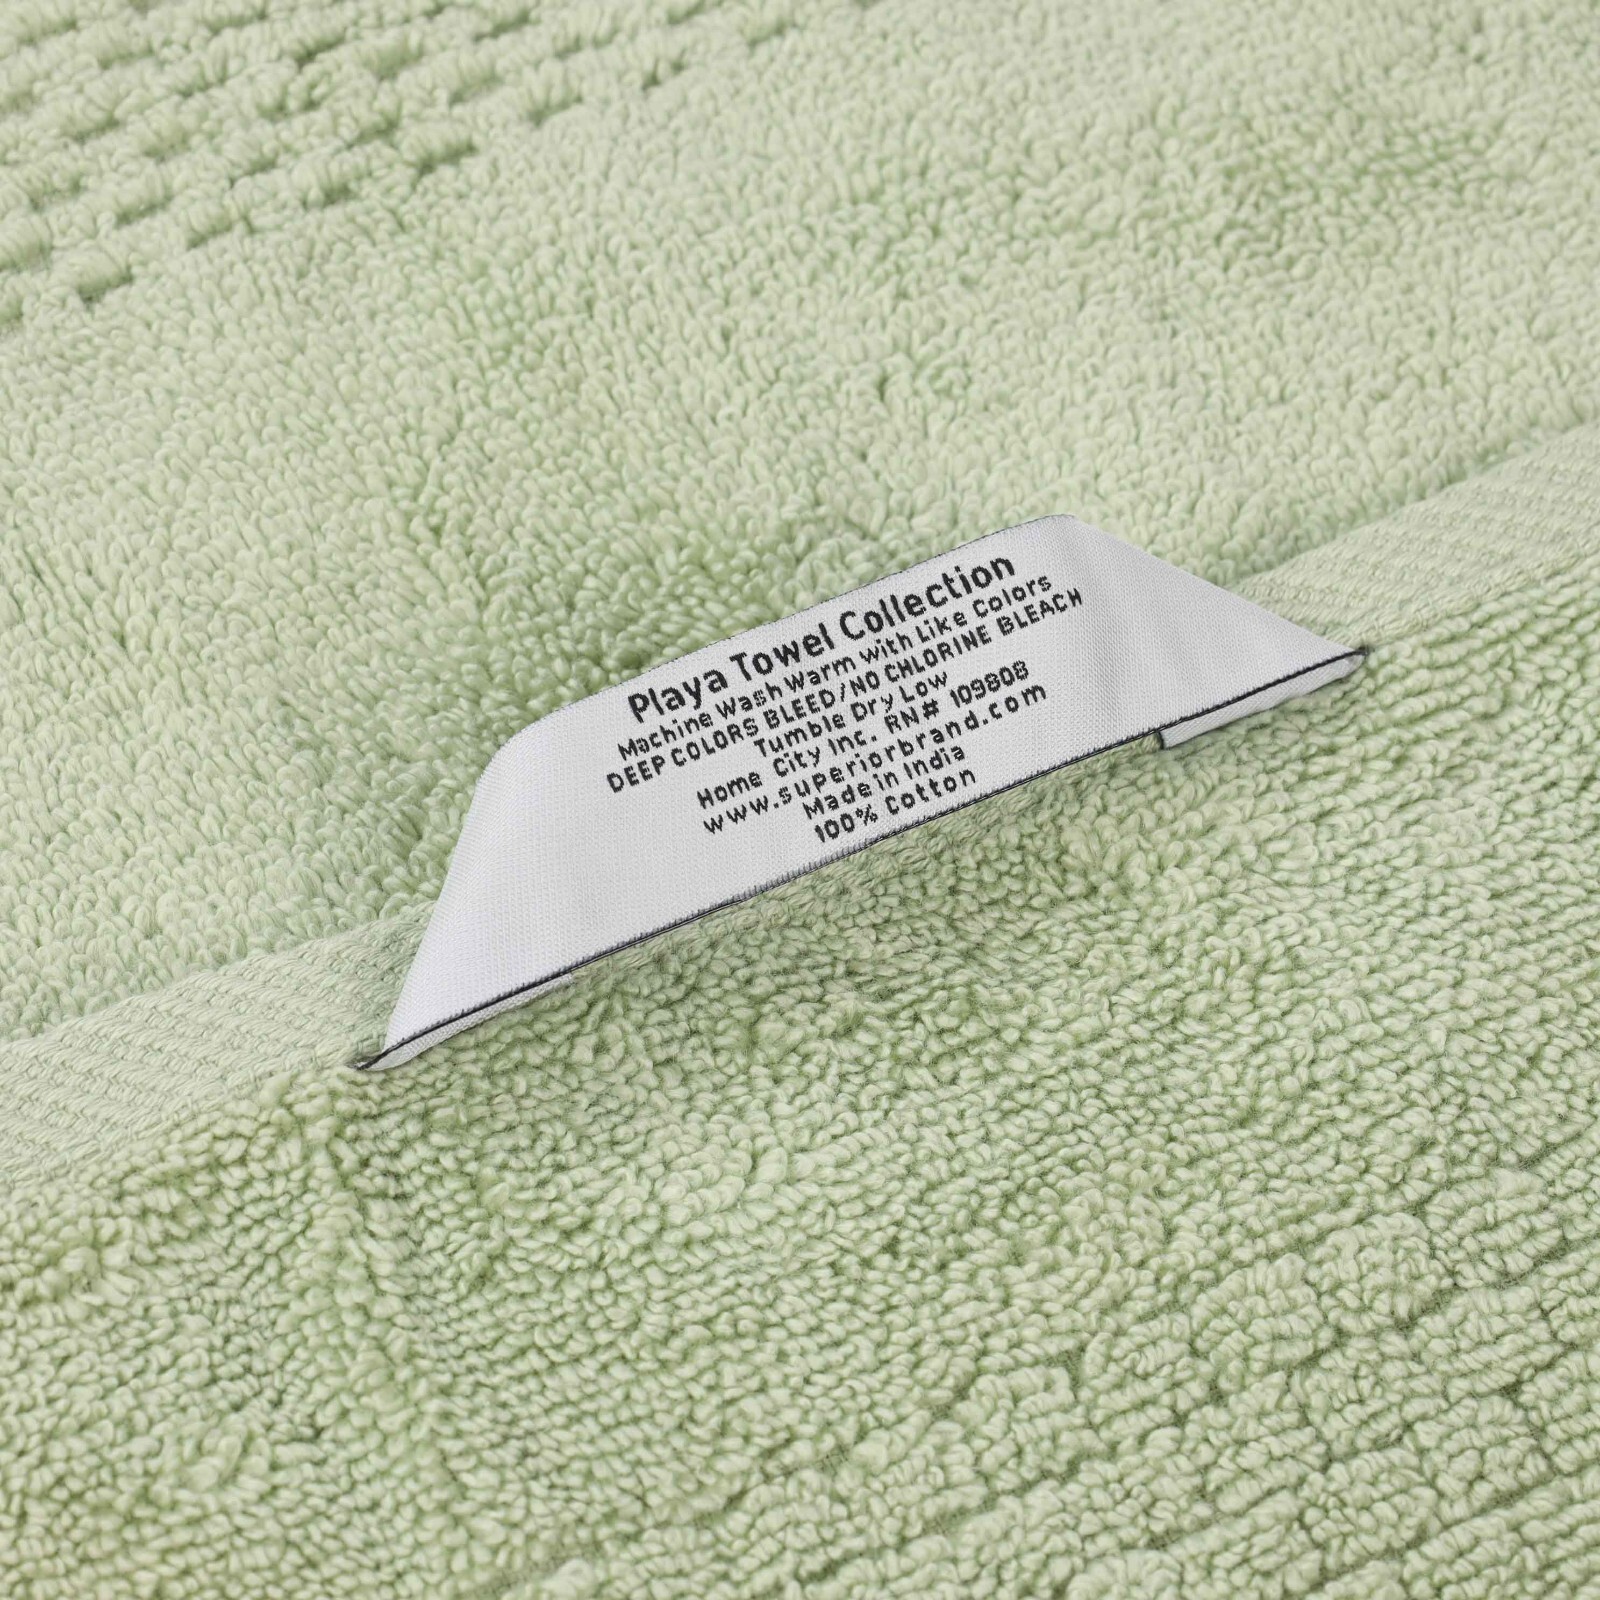 Playa Towel Collection
Machine Wash Warm with Like Colors
DEEP COLORS BLEED/NO CHLORINE BLEACH
Tumble Dry Low
Home City Inc. RN# 109808
www.superiorbrand.com
Made in India
100% Cotton